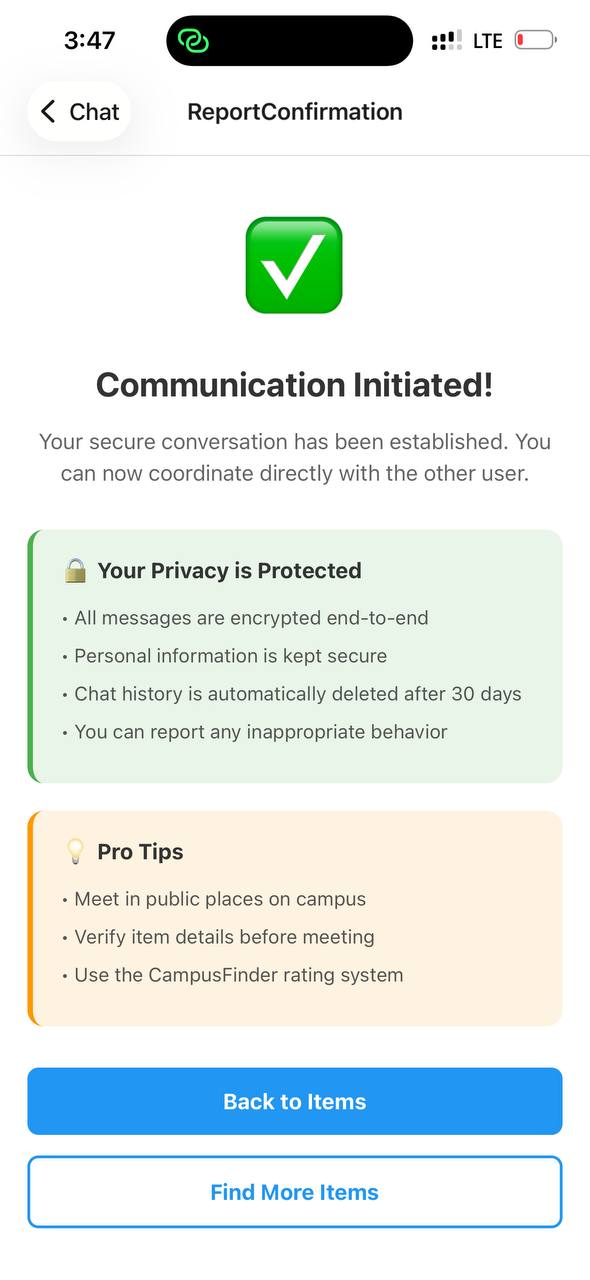 3:47
LTE
Chat
ReportConfirmation
Communication Initiated!
Your secure conversation has been established. You
can now coordinate directly with the other user.
🔒 Your Privacy is Protected
• All messages are encrypted end-to-end
• Personal information is kept secure
• Chat history is automatically deleted after 30 days
• You can report any inappropriate behavior
💡 Pro Tips
• Meet in public places on campus
• Verify item details before meeting
• Use the CampusFinder rating system
Back to Items
Find More Items